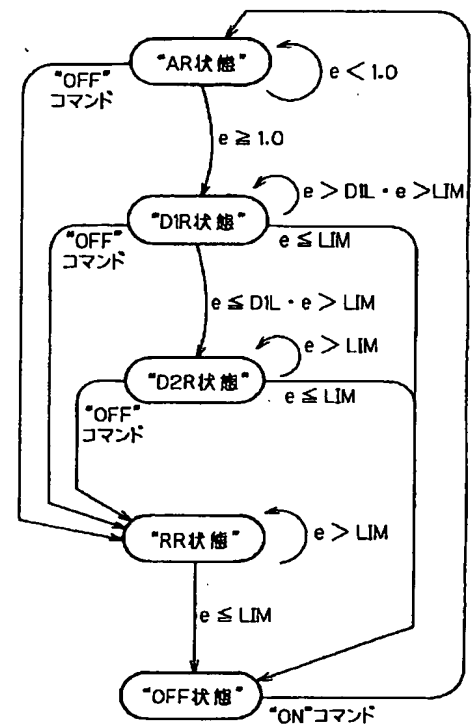 "AR状態"
e < 1.0
"OFF"
コマンド
e ≧ 1.0
e > D1L・e > LIM
"D1R状態"
"OFF"
コマンド
e ≦ LIM
e ≦ D1L・e > LIM
e > LIM
"D2R状態"
e ≦ LIM
"OFF"
コマンド
"RR状態"
e > LIM
e ≦ LIM
"OFF状態"
"ON"コマンド